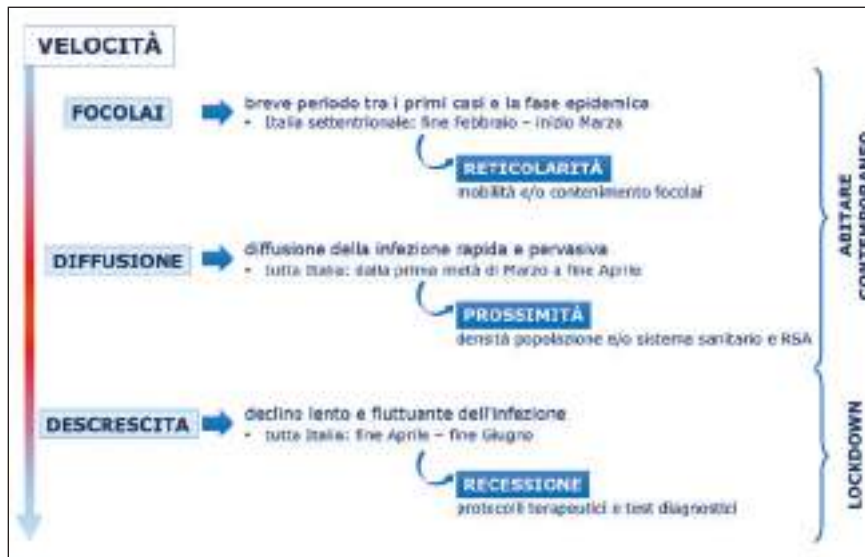 VELOCITÀ
FOCOLAI
breve periodo tra i primi casi e la fase epidemica
• Italia settentrionale: fine Febbraio – inizio Marzo
RETICOLARITÀ
mobilità e/o contenimento focolai
DIFFUSIONE
diffusione della infezione rapida e pervasiva
• tutta Italia: dalla prima metà di Marzo a fine Aprile
PROSSIMITÀ
densità popolazione e/o sistema sanitario e RSA
DESCRESCITA
declino lento e fluttuante dell'infezione
• tutta Italia: fine Aprile – fine Giugno
RECESSIONE
protocolli terapeutici e test diagnostici
ABITARE
CONTEMPORANEO
LOCKDOWN